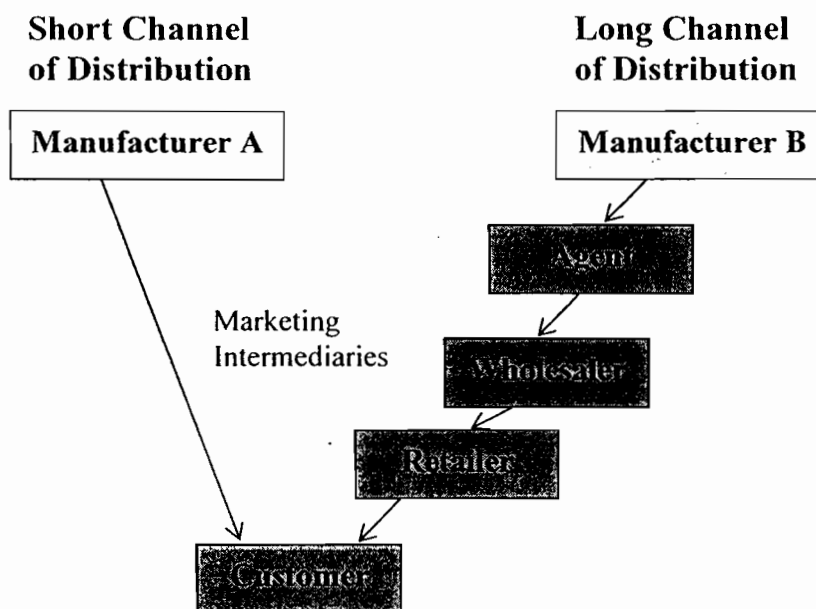 Short Channel
of Distribution
Long Channel
of Distribution
Manufacturer A
Manufacturer B
Agent
Marketing
Intermediaries
Wholesaler
Retailer
Customer